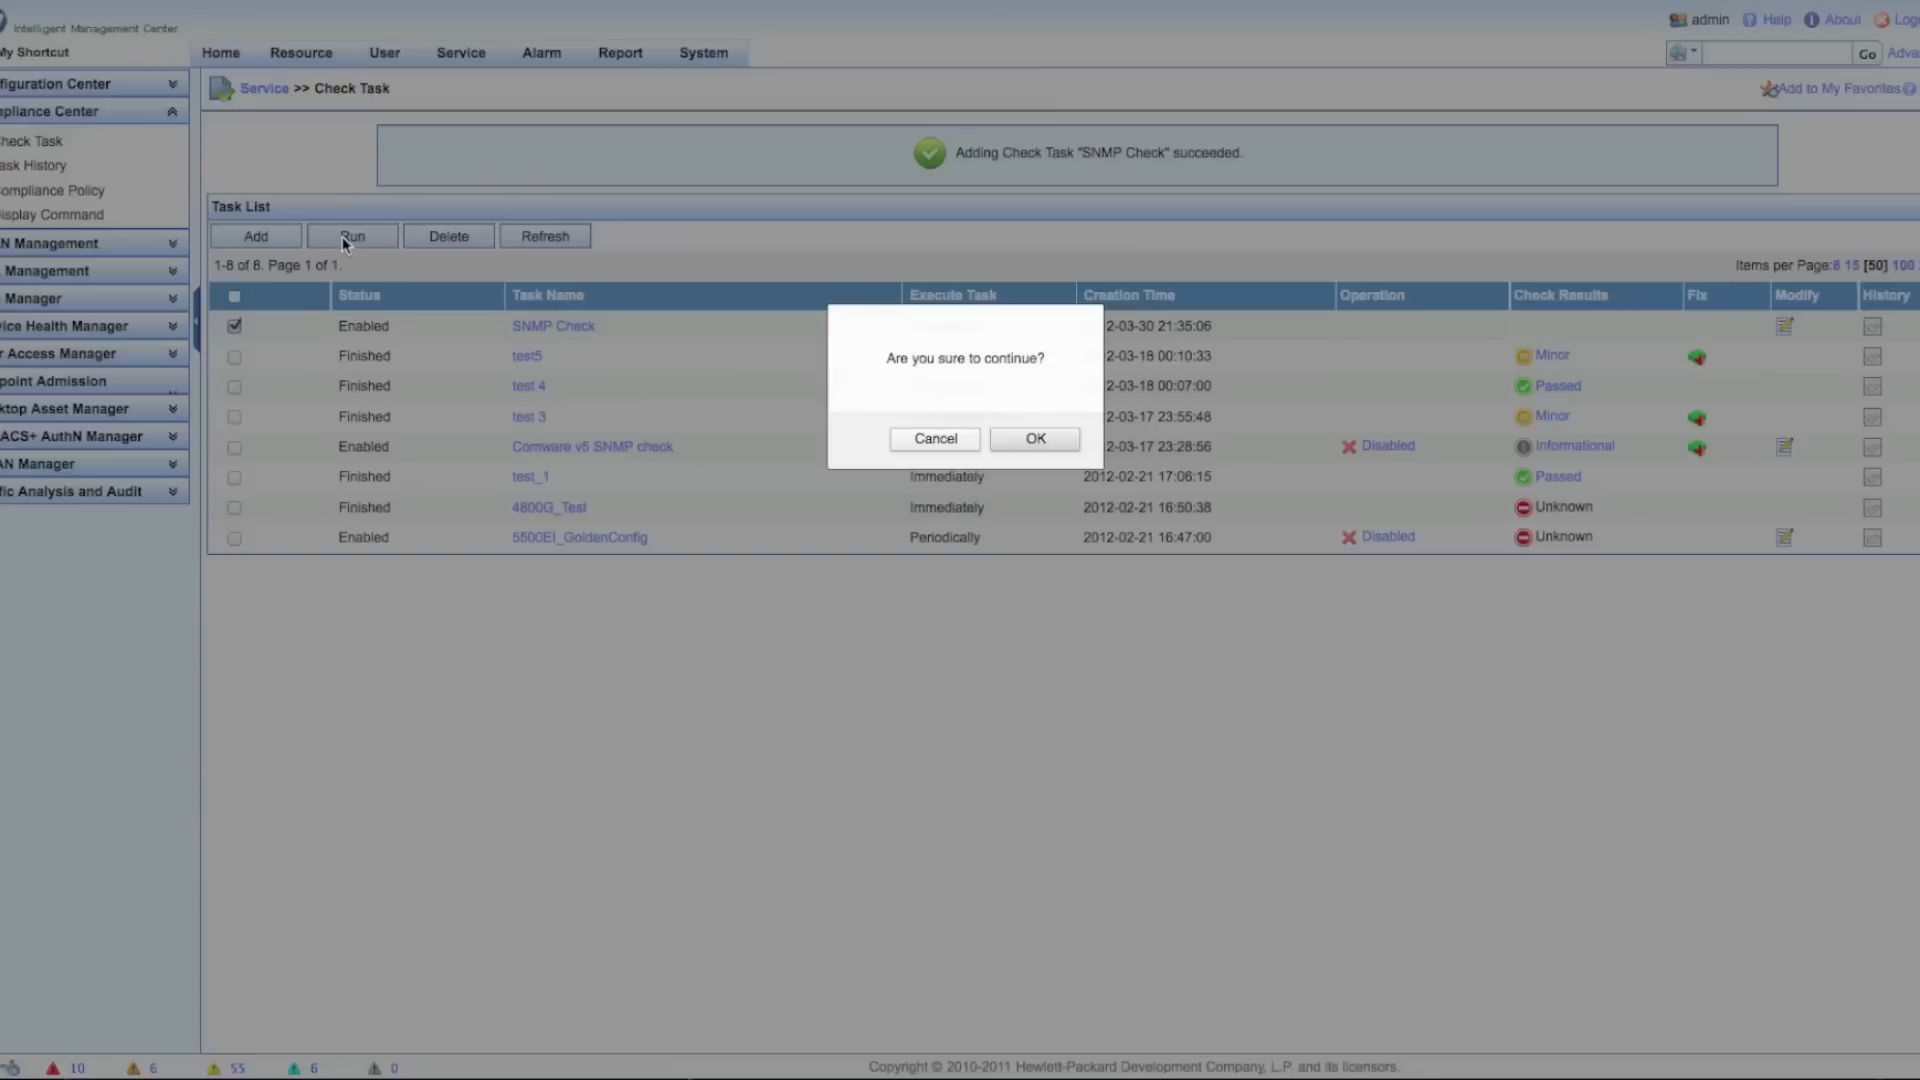 Intelligent Management Center
admin Help About
My Shortcut
Home Resource User Service Alarm Report System
Go
figuration Center
Service >> Check Task
Add to My Favorites
mpliance Center
heck Task
ask History
ompliance Policy
isplay Command
N Management
Management
Manager
vice Health Manager
r Access Manager
point Admission
ktop Asset Manager
ACS+ AuthN Manager
AN Manager
fic Analysis and Audit
Adding Check Task "SNMP Check" succeeded.
Task List
Add Run Delete Refresh
1-8 of 8. Page 1 of 1.
Items per Page:8 15 [50] 100
Status Task Name Execute Task Creation Time Operation Check Results Fix Modify History
Enabled SNMP Check 2-03-30 21:35:06
Finished test5 2-03-18 00:10:33 Minor
Finished test 4 2-03-18 00:07:00 Passed
Finished test 3 2-03-17 23:55:48 Minor
Enabled Comware v5 SNMP check 2-03-17 23:28:56 Disabled Informational
Finished test_1 Immediately 2012-02-21 17:06:15 Passed
Finished 4800G_Test Immediately 2012-02-21 16:50:38 Unknown
Enabled 5500EI_GoldenConfig Periodically 2012-02-21 16:47:00 Disabled Unknown
Are you sure to continue?
Cancel OK
10 6 55 6 0
Copyright © 2010-2011 Hewlett-Packard Development Company, L.P. and its licensors.